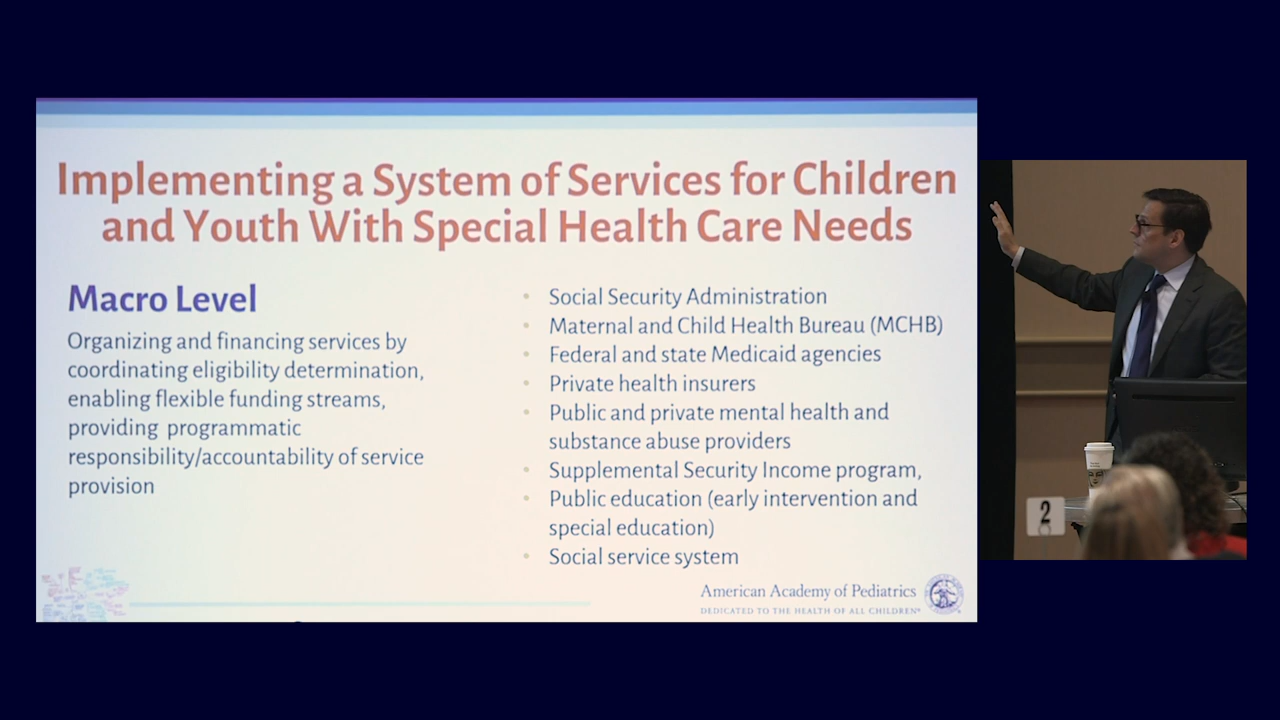 Implementing a System of Services for Children
and Youth With Special Health Care Needs
Macro Level
Organizing and financing services by
coordinating eligibility determination,
enabling flexible funding streams,
providing programmatic
responsibility/accountability of service
provision
• Social Security Administration
• Maternal and Child Health Bureau (MCHB)
• Federal and state Medicaid agencies
• Private health insurers
• Public and private mental health and
substance abuse providers
• Supplemental Security Income program,
• Public education (early intervention and
special education)
• Social service system
American Academy of Pediatrics
DEDICATED TO THE HEALTH OF ALL CHILDREN®
2